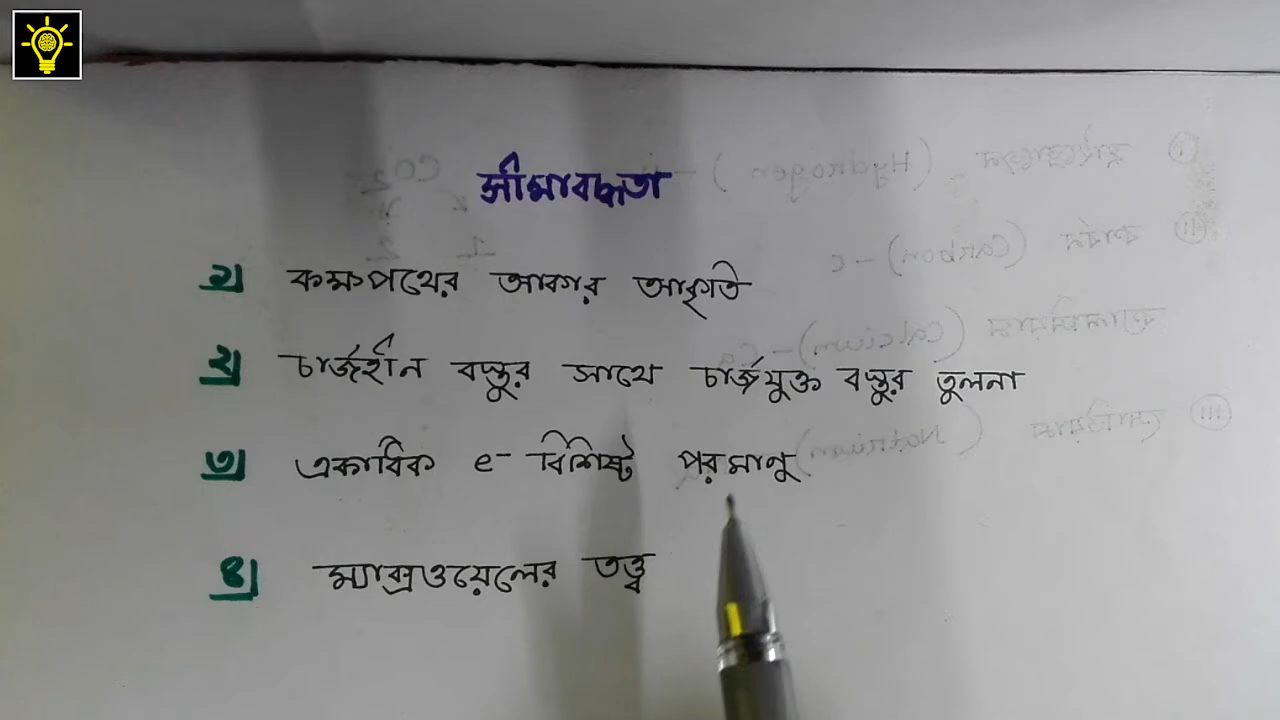 সীমাবদ্ধতা
১) কক্ষপথের আকার আকৃতি
২) চার্জহীন বস্তুর সাথে চার্জযুক্ত বস্তুর তুলনা
৩) একাধিক e- বিশিষ্ট পরমানু
৪) ম্যাক্সওয়েলের তত্ত্ব